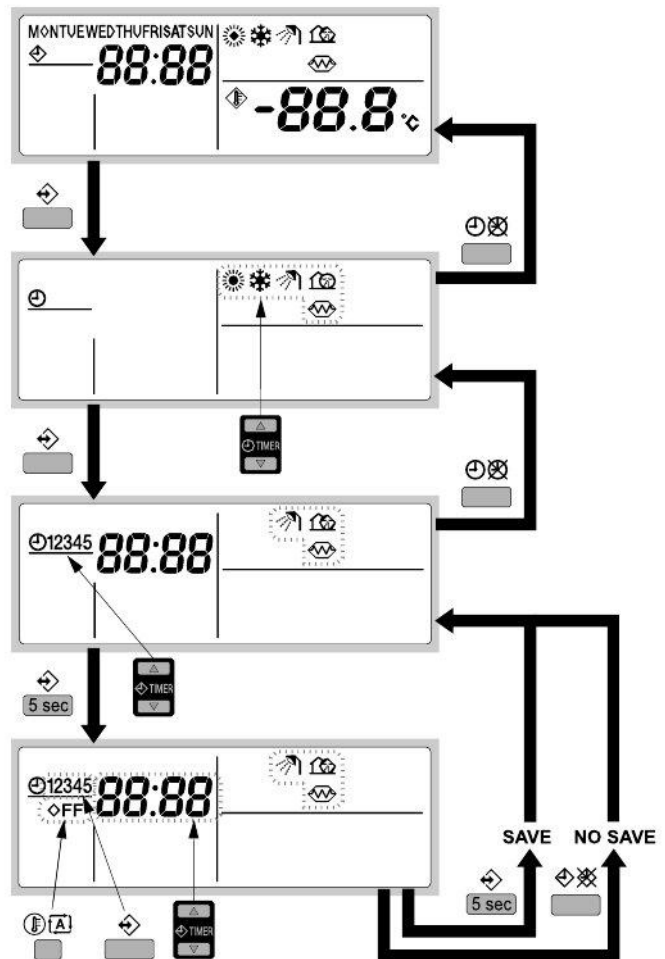 MONTUEWEDTHUFRISATSUN
88:88
-88.8 °C
TIMER
12345 88:88
5 sec
TIMER
12345 88:88
OFF
SAVE NO SAVE
5 sec
A
TIMER